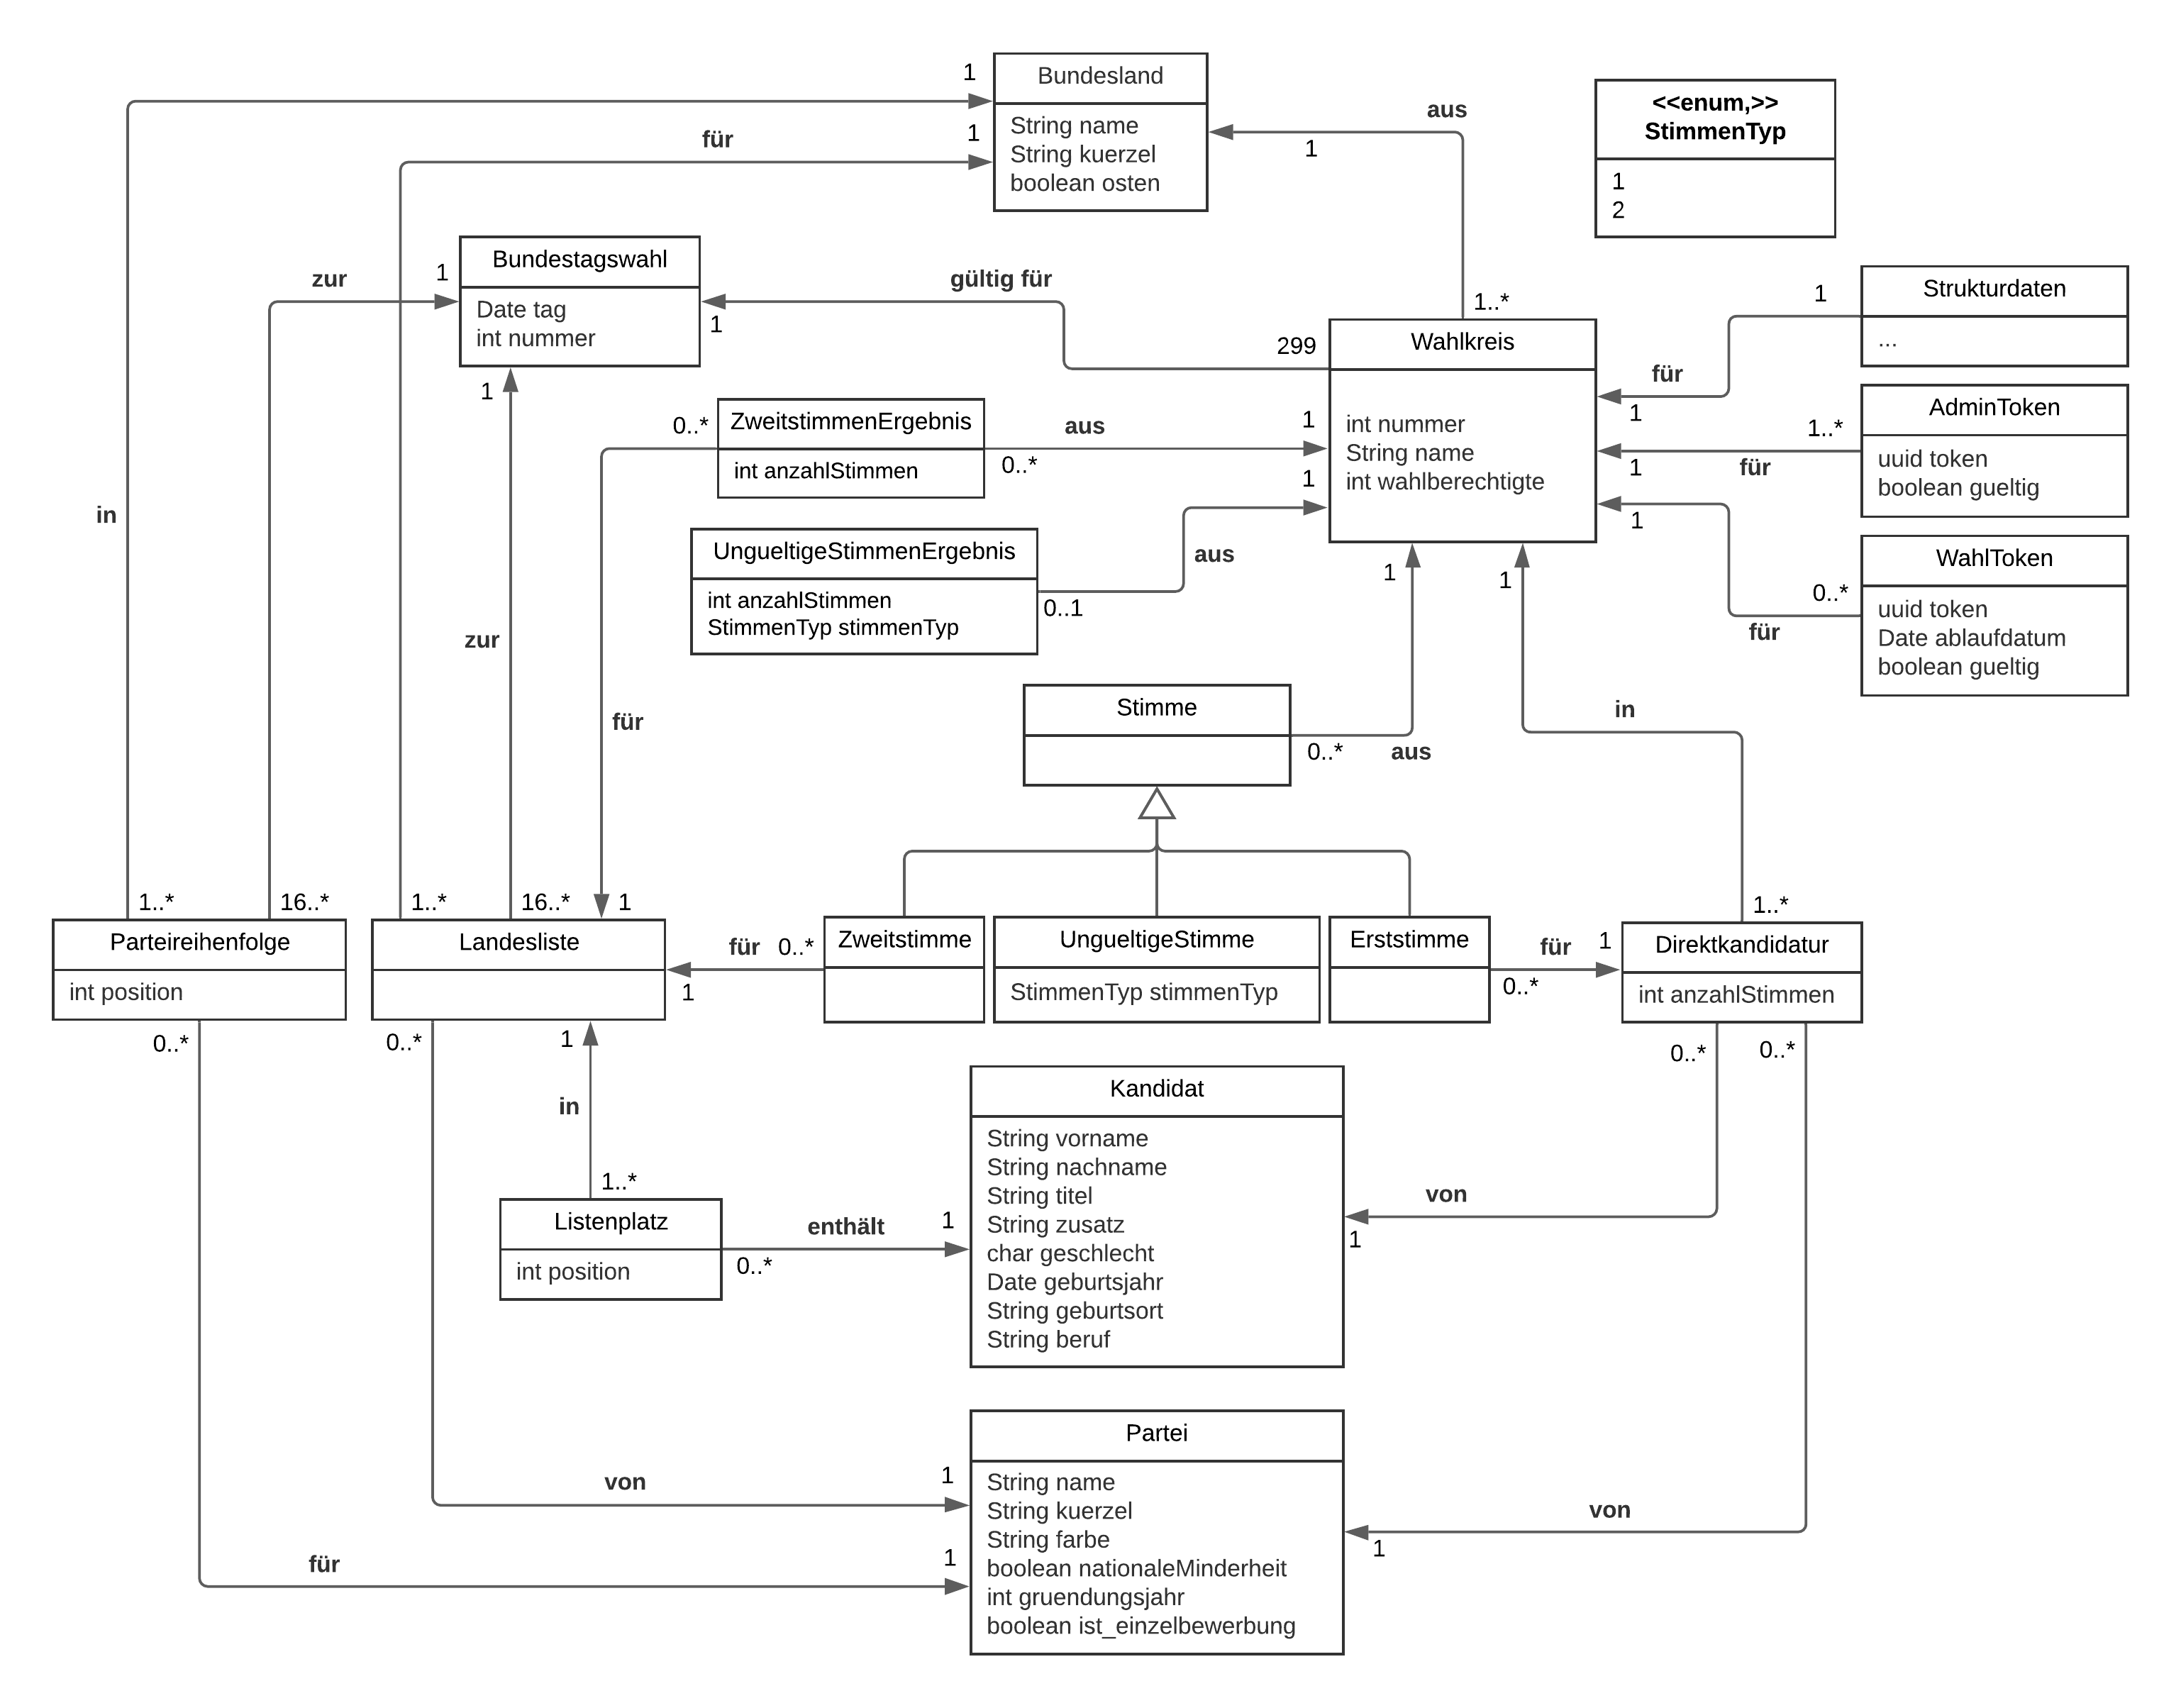 1
Bundesland
String name
String kuerzel
boolean osten
für
1
aus
1
1..*
<<enum,>>
StimmenTyp
1
2
zur
1
Bundestagswahl
Date tag
int nummer
1
gültig für
299
1
Wahlkreis
int nummer
String name
int wahlberechtigte
1
Strukturdaten
...
für
1
AdminToken
uuid token
boolean gueltig
1..*
für
1
WahlToken
uuid token
Date ablaufdatum
boolean gueltig
0..*
für
1
0..*
ZweitstimmenErgebnis
int anzahlStimmen
aus
0..*
1
1
in
UngueltigeStimmenErgebnis
int anzahlStimmen
StimmenTyp stimmenTyp
aus
0..1
1
1
zur
für
Stimme
0..*
aus
in
1..*
16..*
1..*
16..*
1
1..*
Parteireihenfolge
int position
Landesliste
für
0..*
1
Zweitstimme
UngueltigeStimme
StimmenTyp stimmenTyp
Erststimme
für
1
0..*
Direktkandidatur
int anzahlStimmen
0..*
0..*
1
0..*
0..*
in
1..*
Listenplatz
int position
enthält
1
0..*
Kandidat
String vorname
String nachname
String titel
String zusatz
char geschlecht
Date geburtsjahr
String geburtsort
String beruf
von
1
Partei
String name
String kuerzel
String farbe
boolean nationaleMinderheit
int gruendungsjahr
boolean ist_einzelbewerbung
von
1
von
1
für
1